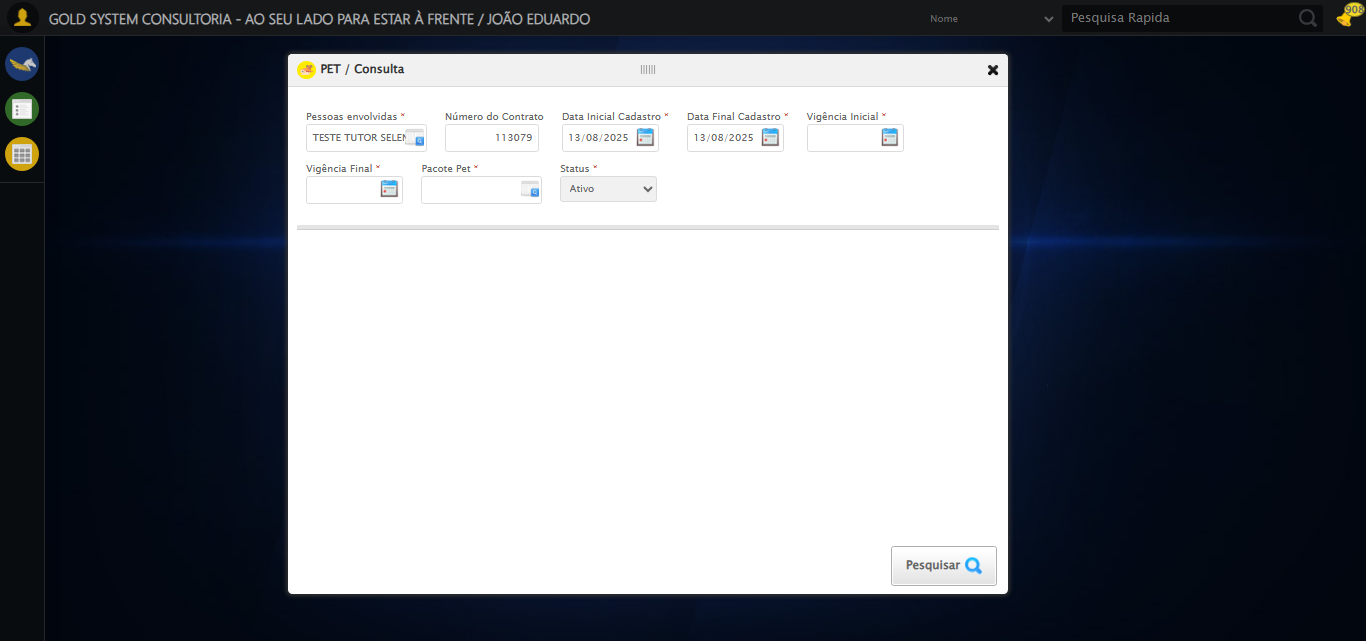 GOLD SYSTEM CONSULTORIA - AO SEU LADO PARA ESTAR À FRENTE / JOÃO EDUARDO
Nome
Pesquisa Rapida
908
PET / Consulta
Pessoas envolvidas * Número do Contrato Data Inicial Cadastro * Data Final Cadastro * Vigência Inicial *
TESTE TUTOR SELEN 113079 13/08/2025 13/08/2025
Vigência Final * Pacote Pet * Status *
Ativo
Pesquisar